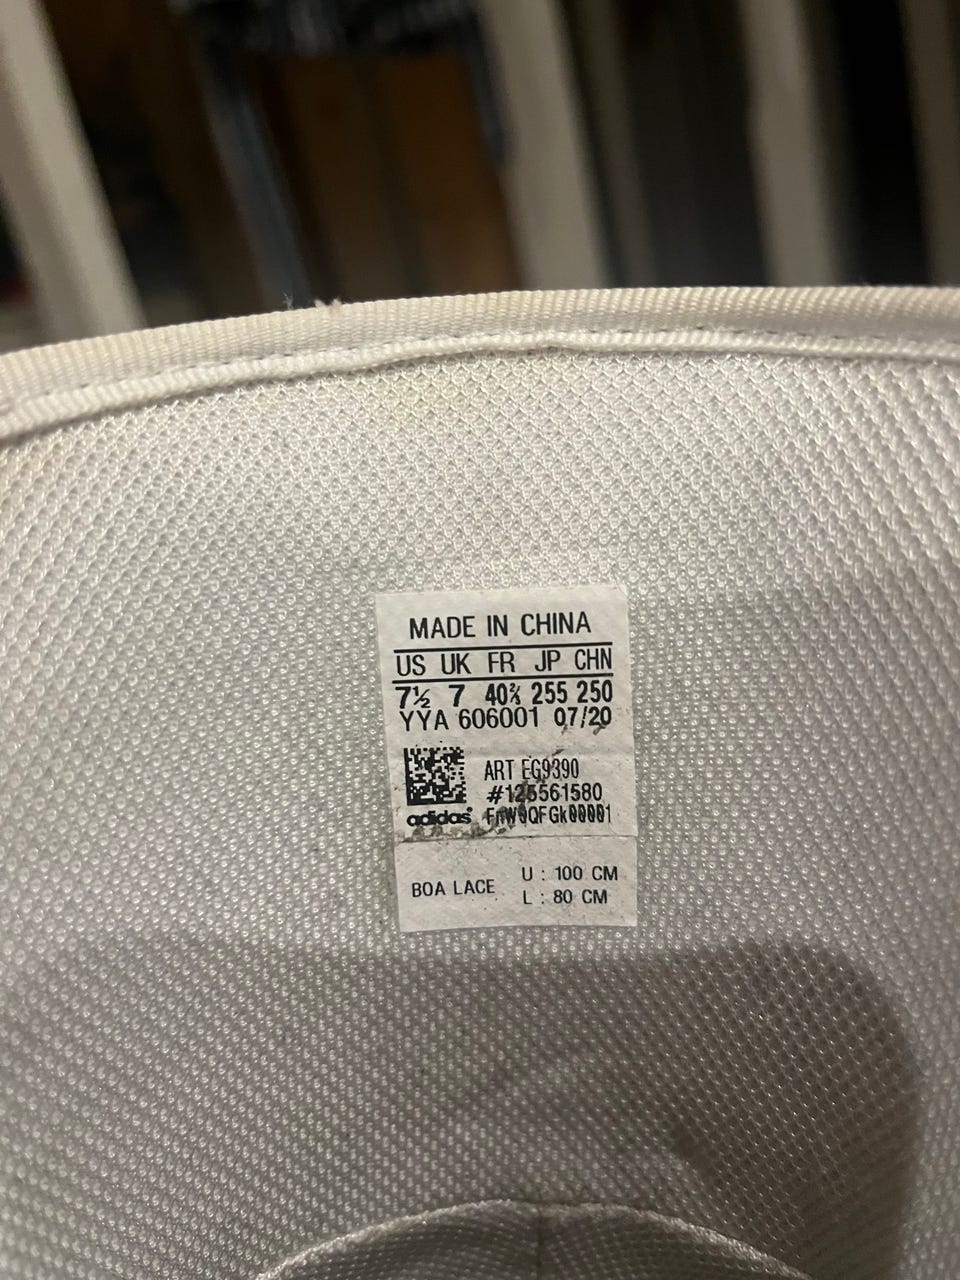 MADE IN CHINA
US UK FR JP CHN
7½ 7 40⅔ 255 250
YYA 606001 07/20
ART EG9390
#125561580
adidas
BOA LACE
U : 100 CM
L : 80 CM